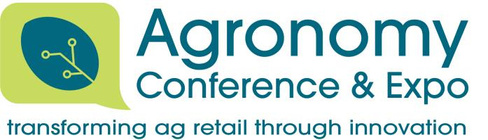 Agronomy
Conference & Expo
transforming ag retail through innovation